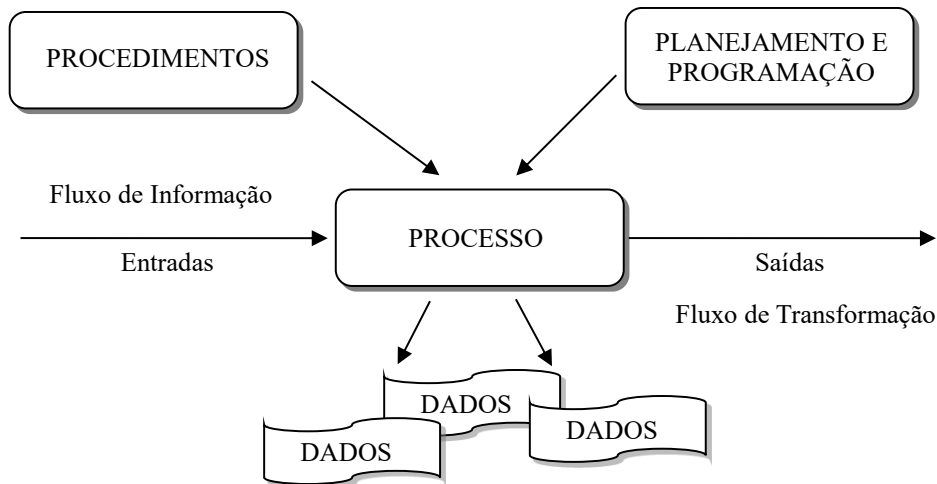 PROCEDIMENTOS
PLANEJAMENTO E
PROGRAMAÇÃO
Fluxo de Informação
Entradas
PROCESSO
Saídas
Fluxo de Transformação
DADOS
DADOS
DADOS